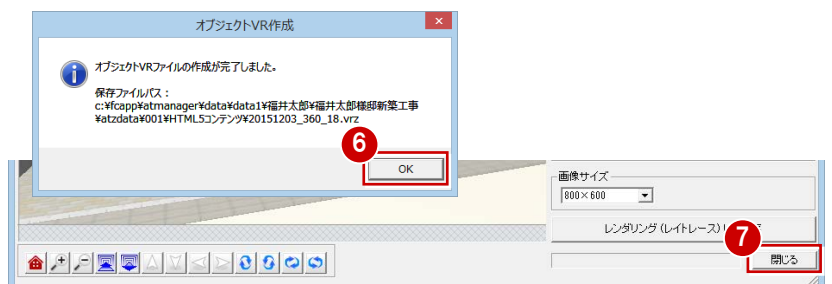 オブジェクトVR作成
×
オブジェクトVRファイルの作成が完了しました。
保存ファイルパス：
c:¥fcapp¥atmanager¥data¥data1¥福井太郎¥福井太郎様邸新築工事
¥atzdata¥001¥HTML5コンテンツ¥20151203_360_18.vrz
6
OK
画像サイズ
800×600
レンダリング（レイトレース）
7
閉じる